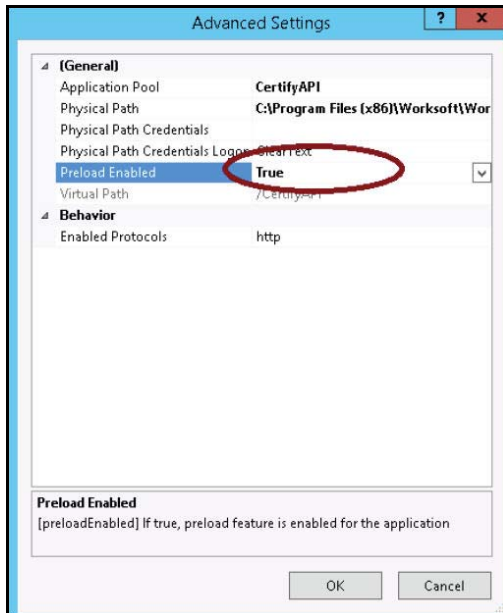 Advanced Settings
? x
(General)
Application Pool CertifyAPI
Physical Path C:\Program Files (x86)\Worksoft\Wor
Physical Path Credentials
Physical Path Credentials Logon ClearText
Preload Enabled True
Virtual Path /CertifyAPI
Behavior
Enabled Protocols http
Preload Enabled
[preloadEnabled] If true, preload feature is enabled for the application
OK Cancel